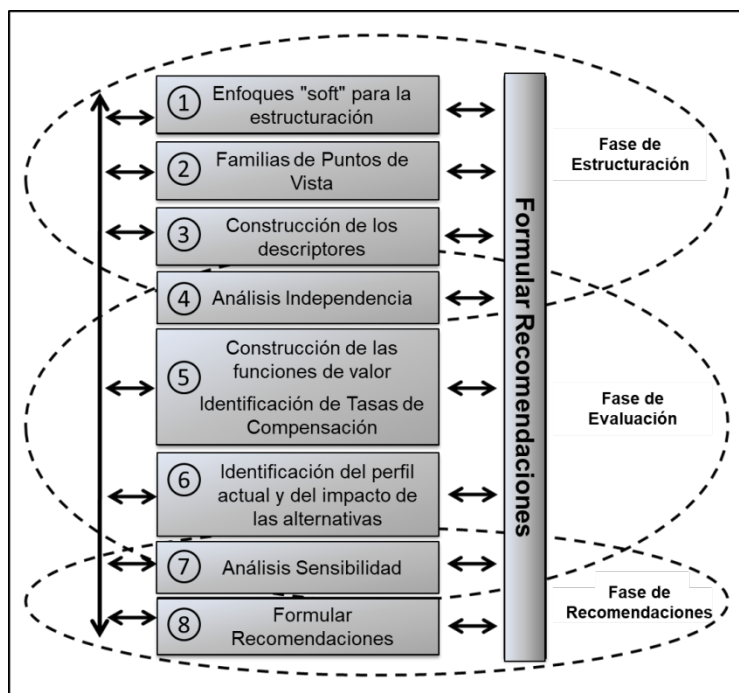 1 Enfoques "soft" para la
estructuración
2 Familias de Puntos de
Vista
3 Construcción de los
descriptores
4 Análisis Independencia
5 Construcción de las
funciones de valor
Identificación de Tasas de
Compensación
6 Identificación del perfil
actual y del impacto de
las alternativas
7 Análisis Sensibilidad
8 Formular
Recomendaciones
Formular Recomendaciones
Fase de
Estructuración
Fase de
Evaluación
Fase de
Recomendaciones